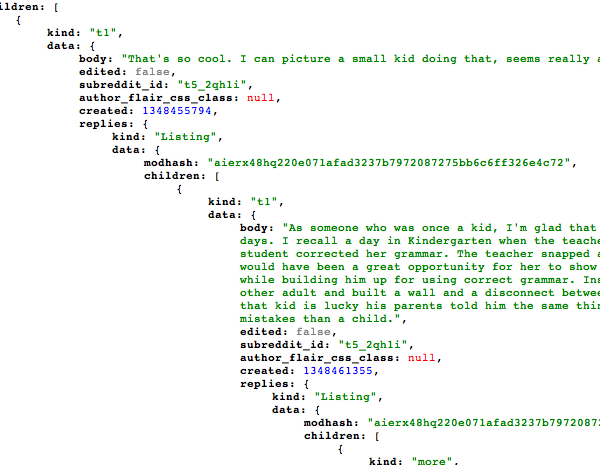 ildren: [
{
kind: "t1",
data: {
body: "That's so cool. I can picture a small kid doing that, seems really a
edited: false,
subreddit_id: "t5_2qh1i",
author_flair_css_class: null,
created: 1348455794,
replies: {
kind: "Listing",
data: {
modhash: "aierx48hq220e071afad3237b7972087275bb6c6ff326e4c72",
children: [
{
kind: "t1",
data: {
body: "As someone who was once a kid, I'm glad that
days. I recall a day in Kindergarten when the teache
student corrected her grammar. The teacher snapped a
would have been a great opportunity for her to show
while building him up for using correct grammar. Ins
other adult and built a wall and a disconnect betwee
that kid is lucky his parents told him the same thin
mistakes than a child.",
edited: false,
subreddit_id: "t5_2qh1i",
author_flair_css_class: null,
created: 1348461355,
replies: {
kind: "Listing",
data: {
modhash: "aierx48hq220e071afad3237b79720872
children: [
{
kind: "more",